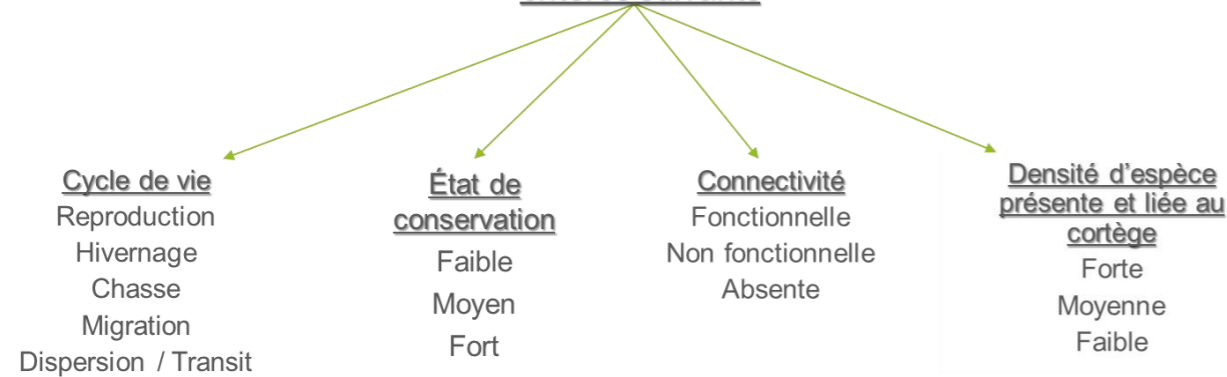 Cycle de vie
Reproduction
Hivernage
Chasse
Migration
Dispersion / Transit
État de
conservation
Faible
Moyen
Fort
Connectivité
Fonctionnelle
Non fonctionnelle
Absente
Densité d'espèce
présente et liée au
cortège
Forte
Moyenne
Faible